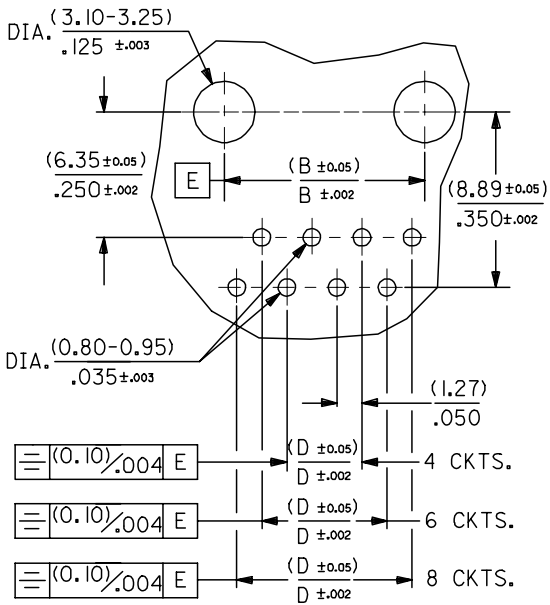 DIA. (3.10-3.25)
.125 ±.003
(6.35±0.05)
.250±.002
E
(B ±0.05)
B ±.002
(8.89±0.05)
.350±.002
DIA. (0.80-0.95)
.035±.003
(1.27)
.050
(0.10)/.004 E
(D ±0.05)
D ±.002
4 CKTS.
(0.10)/.004 E
(D ±0.05)
D ±.002
6 CKTS.
(0.10)/.004 E
(D ±0.05)
D ±.002
8 CKTS.